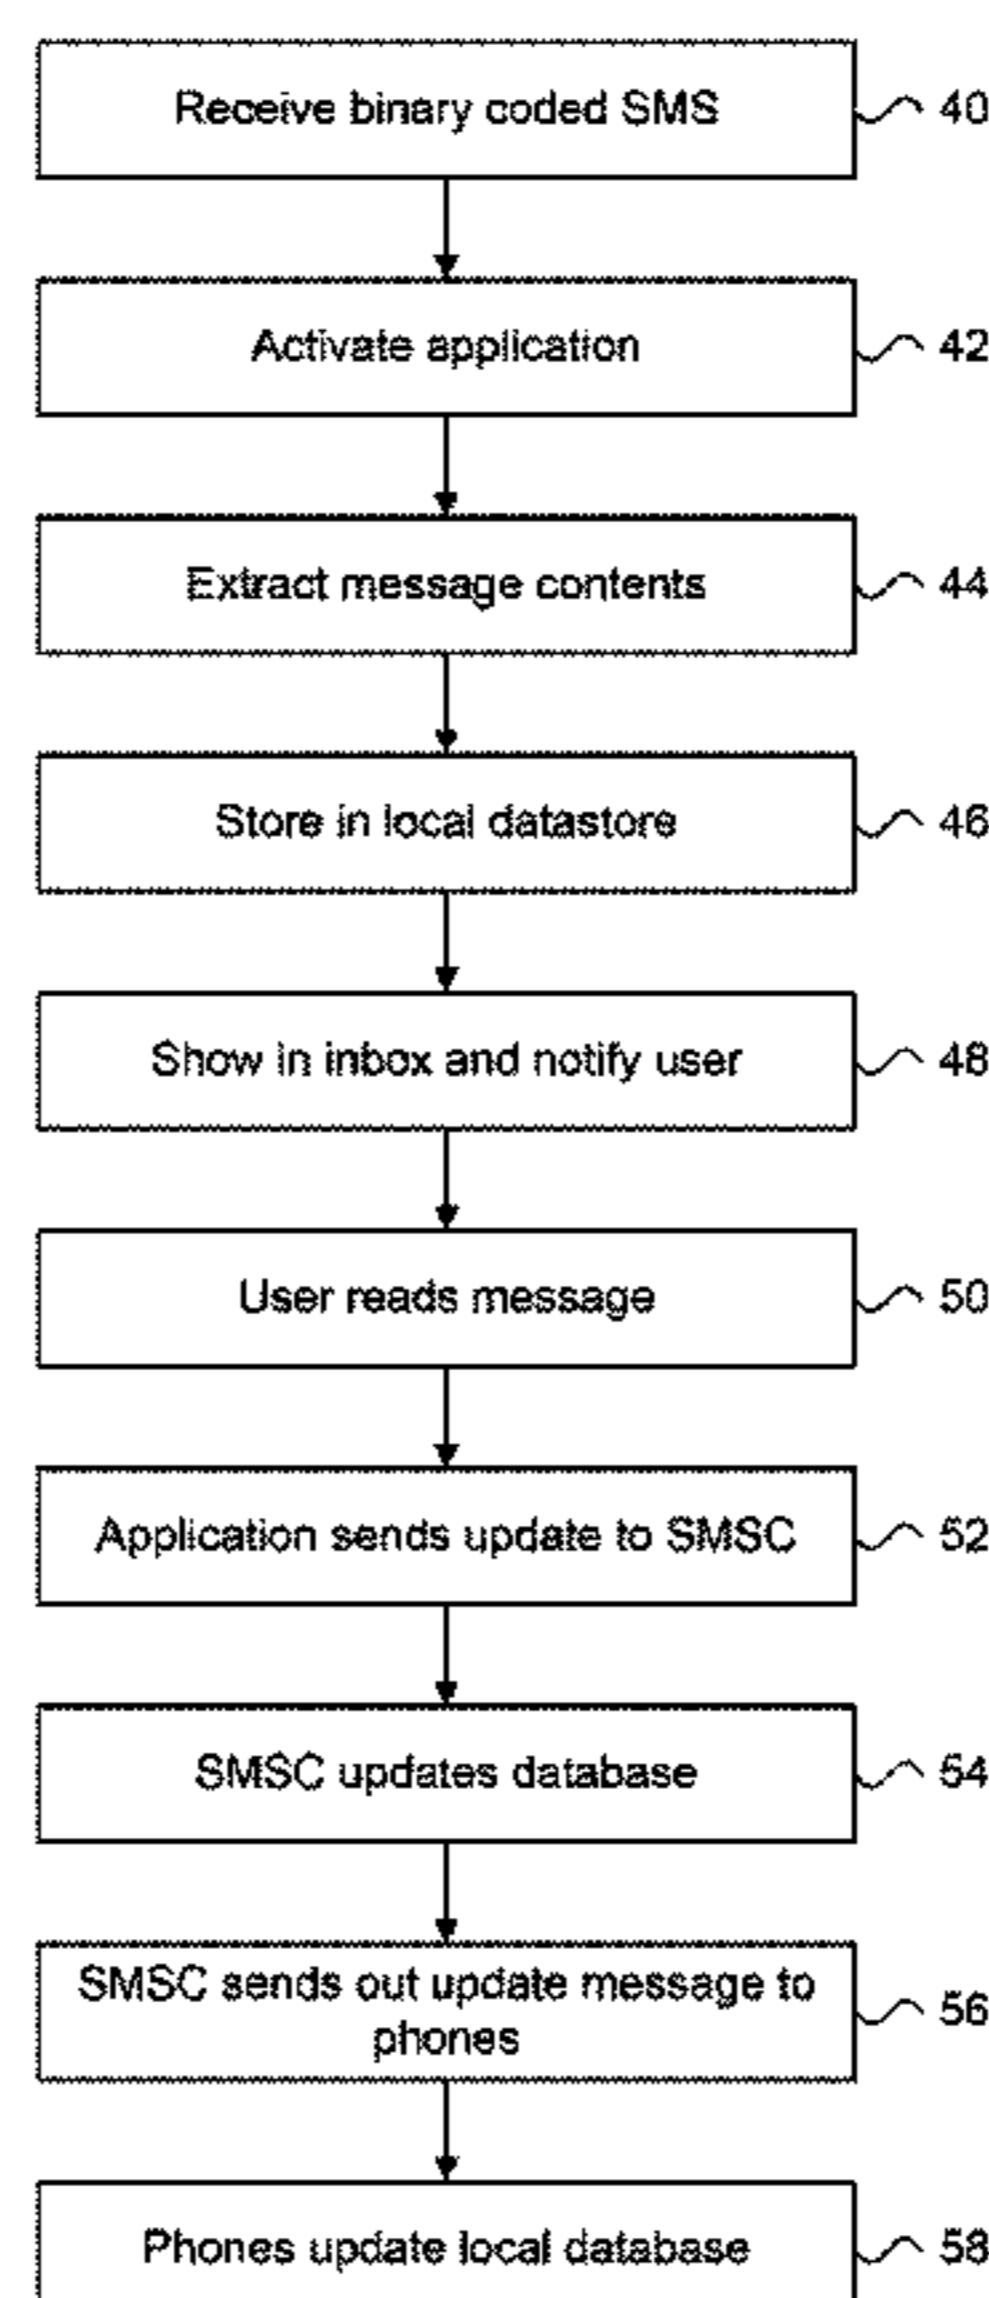 Receive binary coded SMS 40
Activate application 42
Extract message contents 44
Store in local datastore 46
Show in inbox and notify user 48
User reads message 50
Application sends update to SMSC 52
SMSC updates database 54
SMSC sends out update message to
phones 56
Phones update local database 58